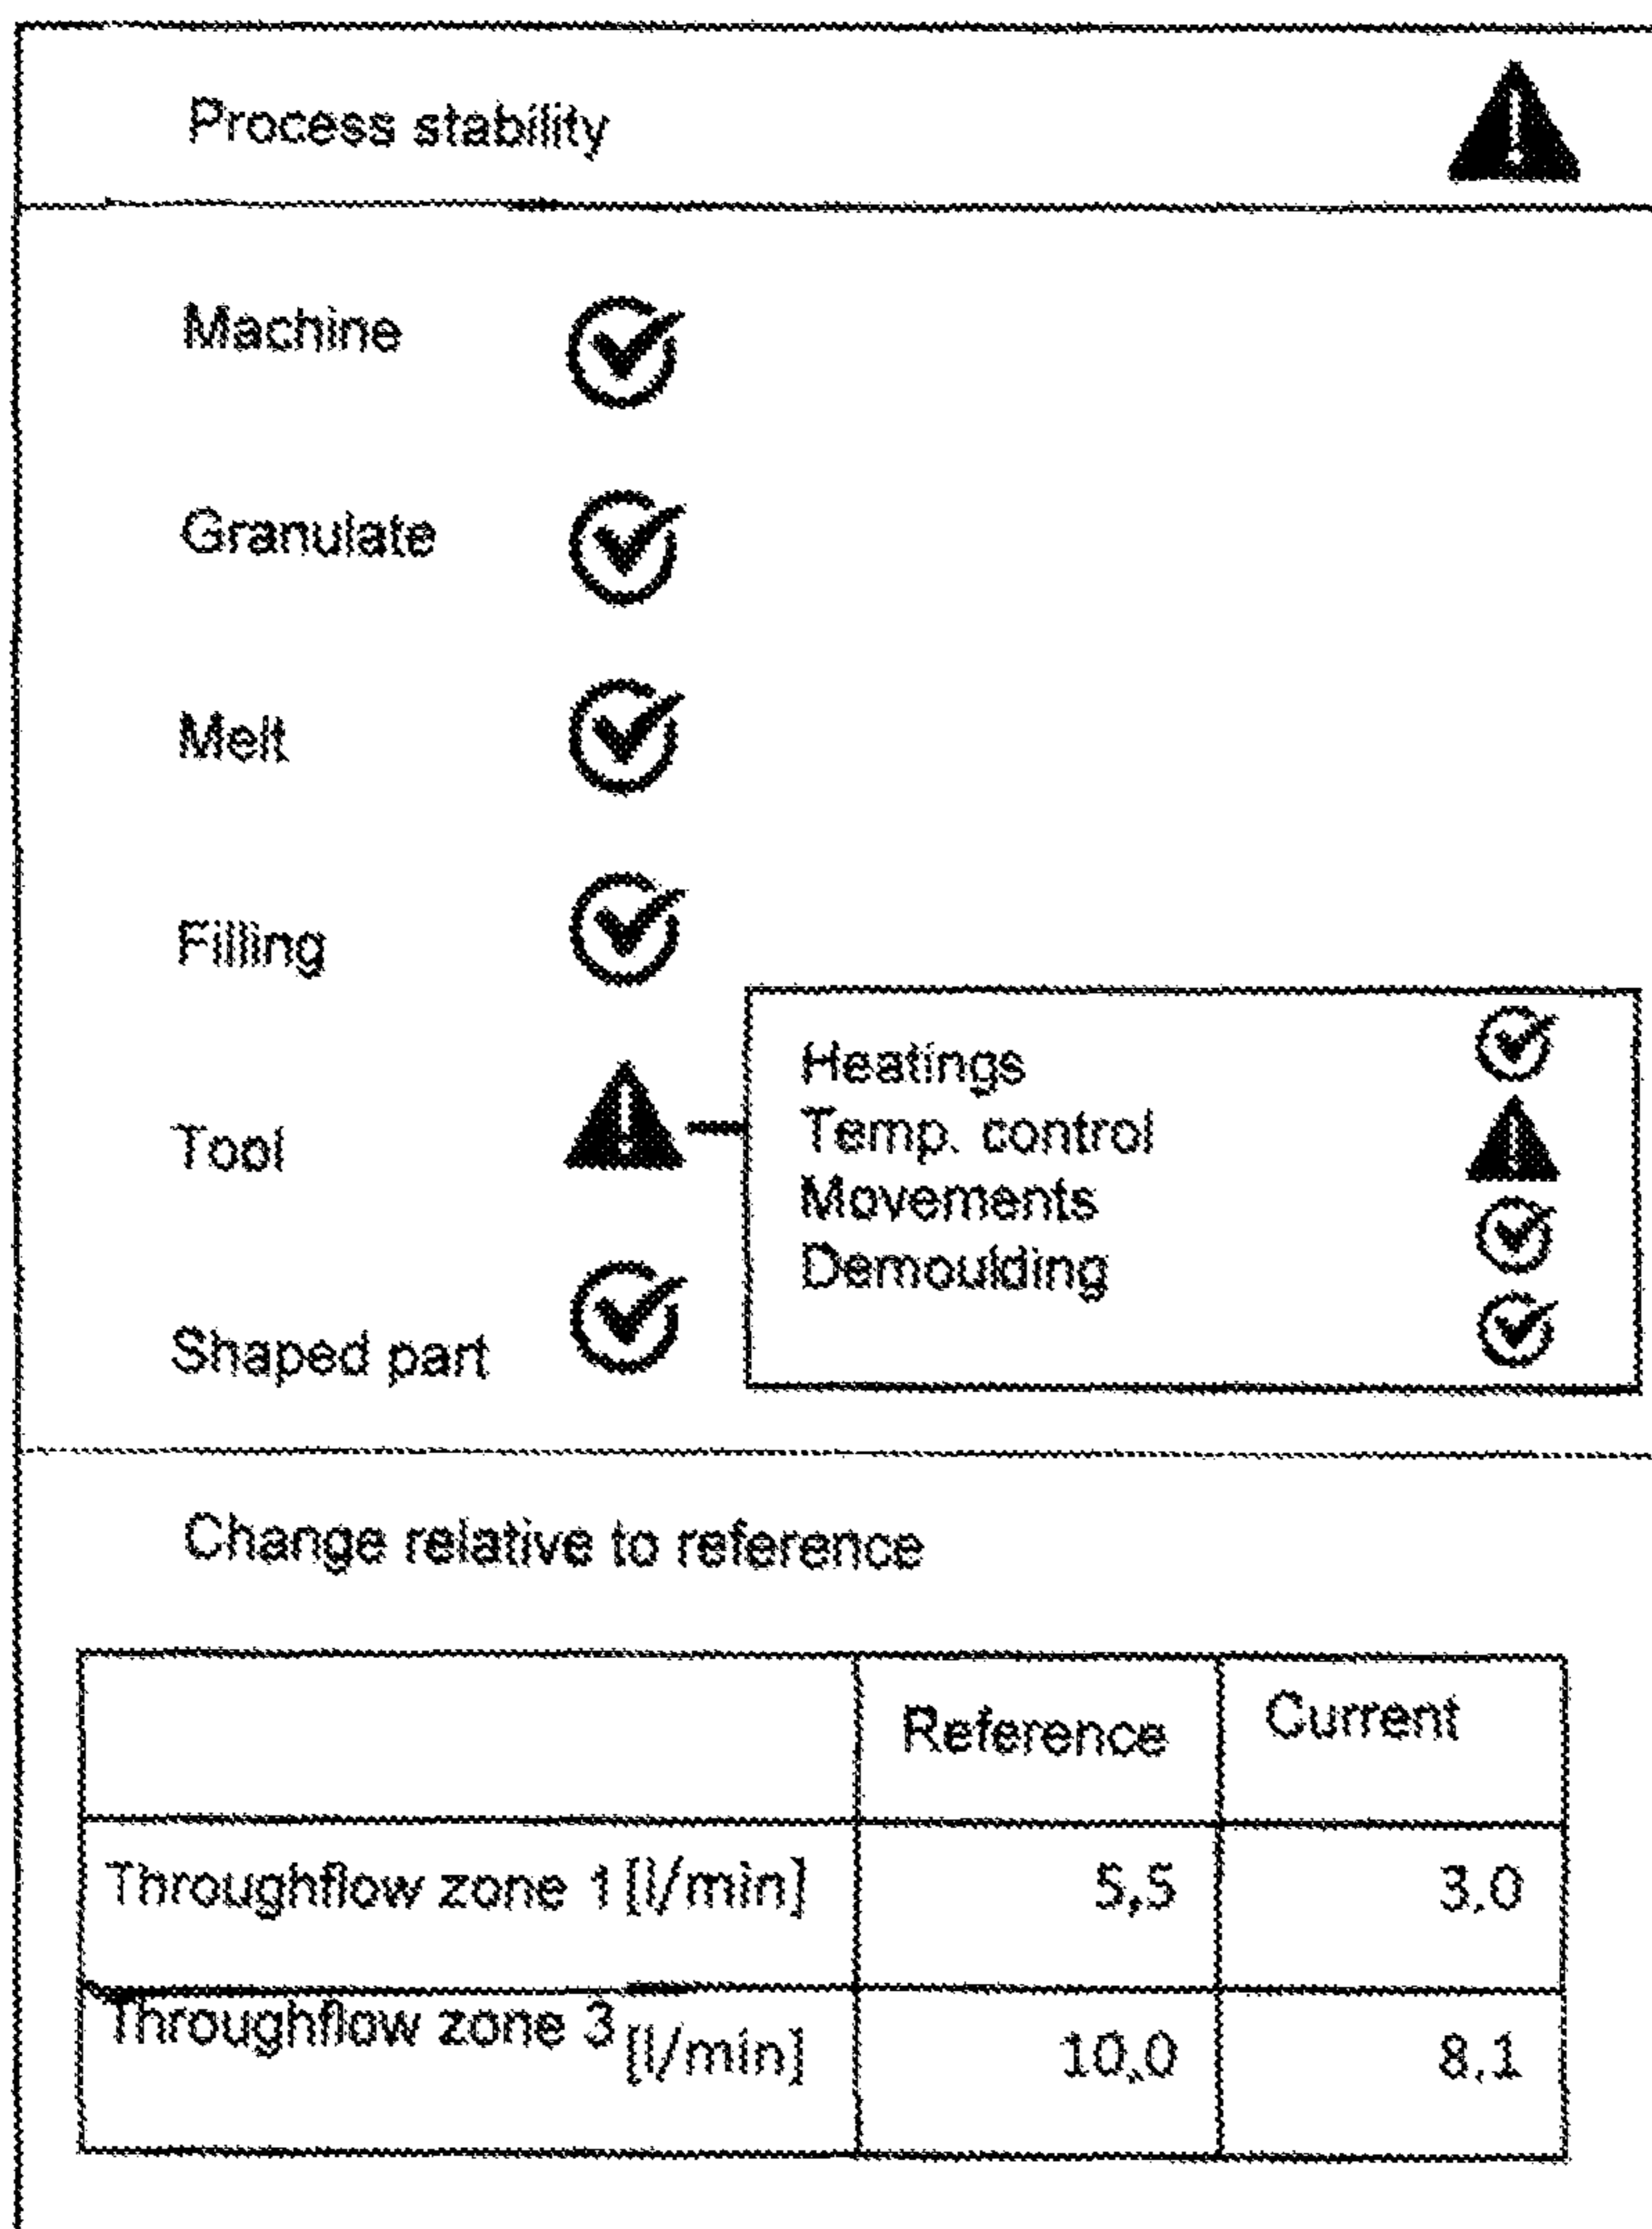 Process stability
Machine
Granulate
Melt
Filling
Tool
Heatings
Temp. control
Movements
Demoulding
Shaped part
Change relative to reference
Reference Current
Throughflow zone 1 [l/min] 5,5 3,0
Throughflow zone 3 [l/min] 10,0 8,1